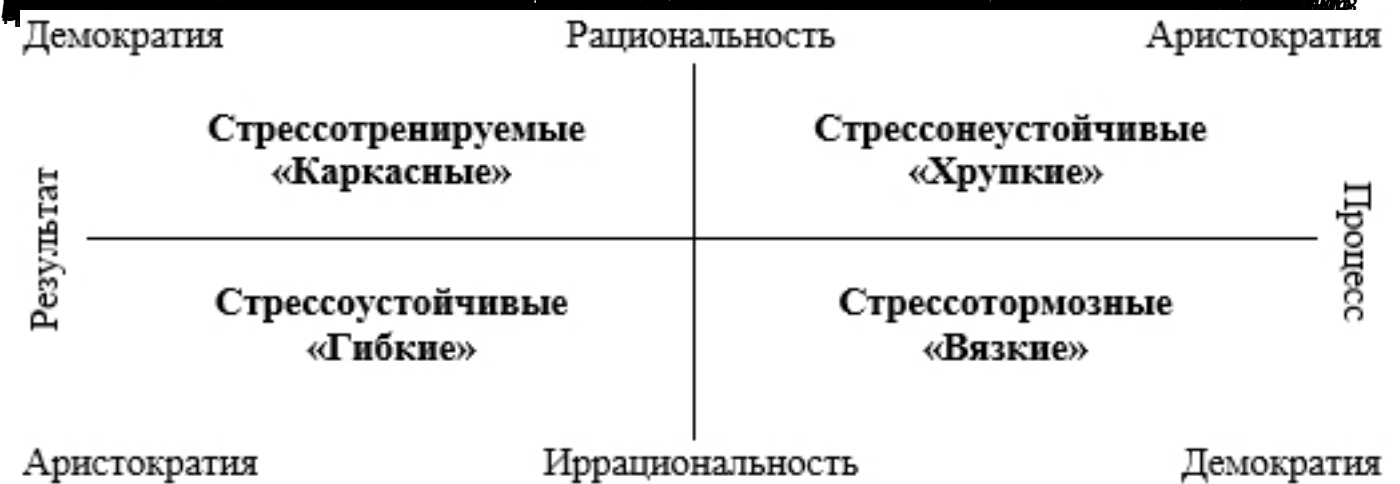 Демократия Рациональность Аристократия
Стрессотренируемые Стрессонеустойчивые
«Каркасные» «Хрупкие»
Результат Процесс
Стрессоустойчивые Стрессотормозные
«Гибкие» «Вязкие»
Аристократия Иррациональность Демократия